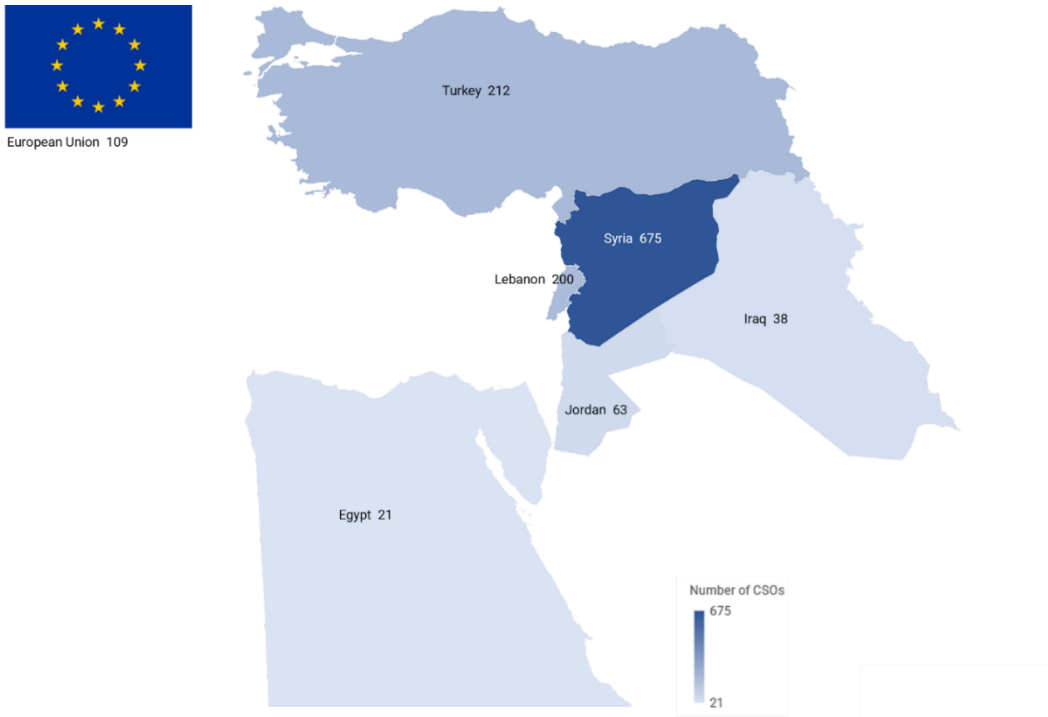 Turkey 212
European Union 109
Syria 675
Lebanon 200
Iraq 38
Jordan 63
Egypt 21
Number of CSOs
675
21